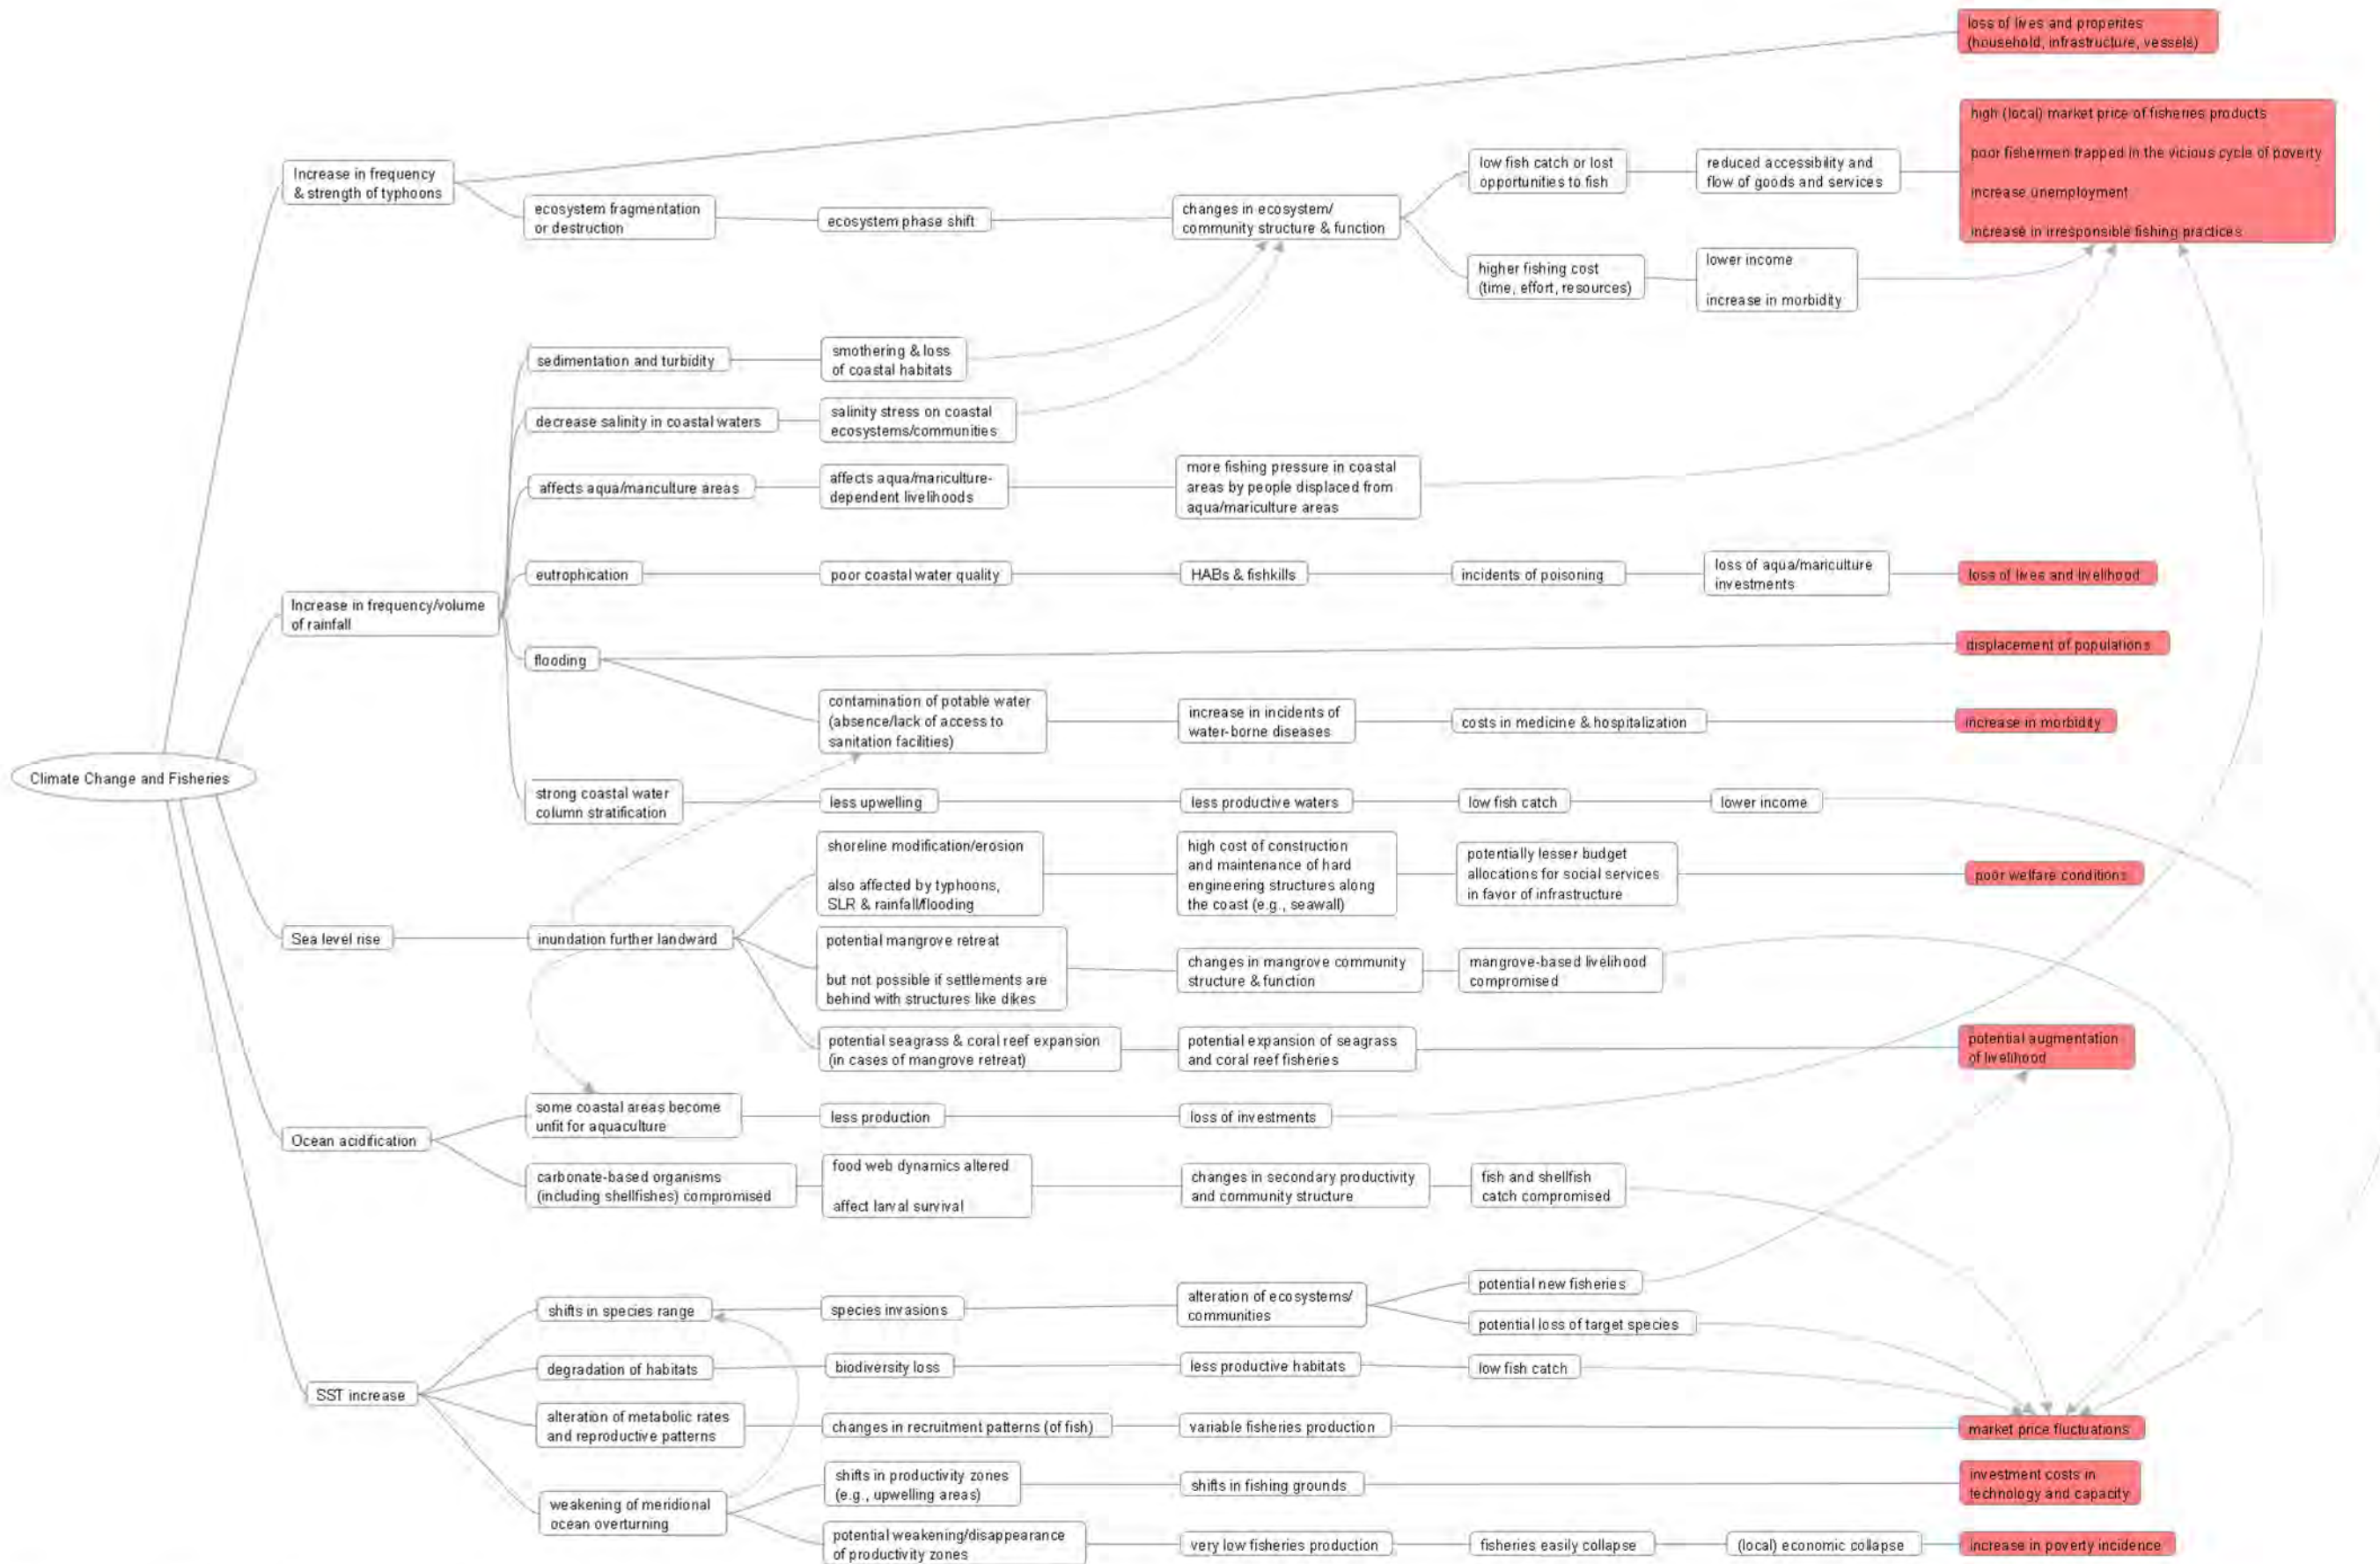 loss of lives and properites
(household, infrastructure, vessels)
Increase in frequency
& strength of typhoons
ecosystem fragmentation
or destruction
ecosystem phase shift
changes in ecosystem/
community structure & function
low fish catch or lost
opportunities to fish
reduced accessibility and
flow of goods and services
high (local) market price of fisheries products
poor fishermen trapped in the vicious cycle of poverty
increase unemployment
increase in irresponsible fishing practices
higher fishing cost
(time, effort, resources)
lower income
increase in morbidity
Increase in frequency/volume
of rainfall
sedimentation and turbidity
smothering & loss
of coastal habitats
decrease salinity in coastal waters
salinity stress on coastal
ecosystems/communities
affects aqua/mariculture areas
affects aqua/mariculture-
dependent livelihoods
more fishing pressure in coastal
areas by people displaced from
aqua/mariculture areas
eutrophication
poor coastal water quality
HABs & fishkills
incidents of poisoning
loss of aqua/mariculture
investments
loss of lives and livelihood
flooding
displacement of populations
contamination of potable water
(absence/lack of access to
sanitation facilities)
increase in incidents of
water-borne diseases
costs in medicine & hospitalization
increase in morbidity
Climate Change and Fisheries
strong coastal water
column stratification
less upwelling
less productive waters
low fish catch
lower income
Sea level rise
inundation further landward
shoreline modification/erosion
also affected by typhoons,
SLR & rainfall/flooding
high cost of construction
and maintenance of hard
engineering structures along
the coast (e.g., seawall)
potentially lesser budget
allocations for social services
in favor of infrastructure
poor welfare conditions
potential mangrove retreat
but not possible if settlements are
behind with structures like dikes
changes in mangrove community
structure & function
mangrove-based livelihood
compromised
potential seagrass & coral reef expansion
(in cases of mangrove retreat)
potential expansion of seagrass
and coral reef fisheries
potential augmentation
of livelihood
Ocean acidification
some coastal areas become
unfit for aquaculture
less production
loss of investments
carbonate-based organisms
(including shellfishes) compromised
food web dynamics altered
affect larval survival
changes in secondary productivity
and community structure
fish and shellfish
catch compromised
SST increase
shifts in species range
species invasions
alteration of ecosystems/
communities
potential new fisheries
potential loss of target species
degradation of habitats
biodiversity loss
less productive habitats
low fish catch
alteration of metabolic rates
and reproductive patterns
changes in recruitment patterns (of fish)
variable fisheries production
market price fluctuations
weakening of meridional
ocean overturning
shifts in productivity zones
(e.g., upwelling areas)
shifts in fishing grounds
investment costs in
technology and capacity
potential weakening/disappearance
of productivity zones
very low fisheries production
fisheries easily collapse
(local) economic collapse
increase in poverty incidence